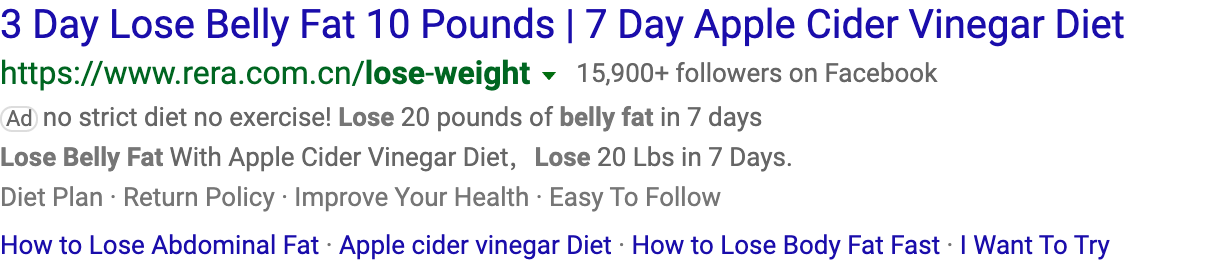 3 Day Lose Belly Fat 10 Pounds | 7 Day Apple Cider Vinegar Diet
https://www.rera.com.cn/lose-weight ▾ 15,900+ followers on Facebook
Ad no strict diet no exercise! Lose 20 pounds of belly fat in 7 days
Lose Belly Fat With Apple Cider Vinegar Diet，Lose 20 Lbs in 7 Days.
Diet Plan · Return Policy · Improve Your Health · Easy To Follow
How to Lose Abdominal Fat · Apple cider vinegar Diet · How to Lose Body Fat Fast · I Want To Try